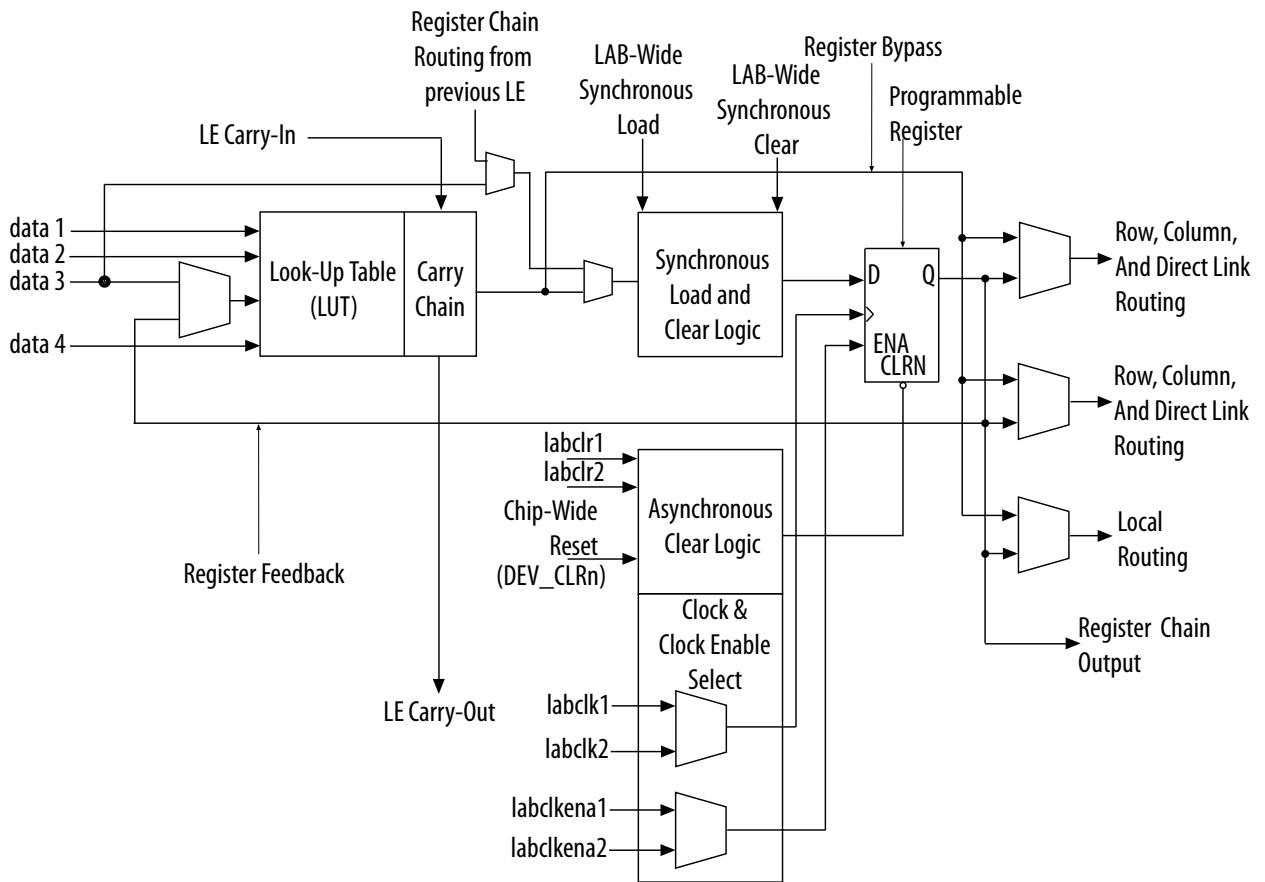 Register Chain
Routing from
previous LE
LAB-Wide
Synchronous
Load
LAB-Wide
Synchronous
Clear
Register Bypass
Programmable
Register
LE Carry-In
data 1
data 2
data 3
data 4
Look-Up Table
(LUT)
Carry
Chain
Synchronous
Load and
Clear Logic
D
Q
ENA
CLRN
Row, Column,
And Direct Link
Routing
Row, Column,
And Direct Link
Routing
Local
Routing
Register Chain
Output
Register Feedback
labclr1
labclr2
Chip-Wide
Reset
(DEV_CLRn)
Asynchronous
Clear Logic
Clock &
Clock Enable
Select
LE Carry-Out
labclk1
labclk2
labclkena1
labclkena2